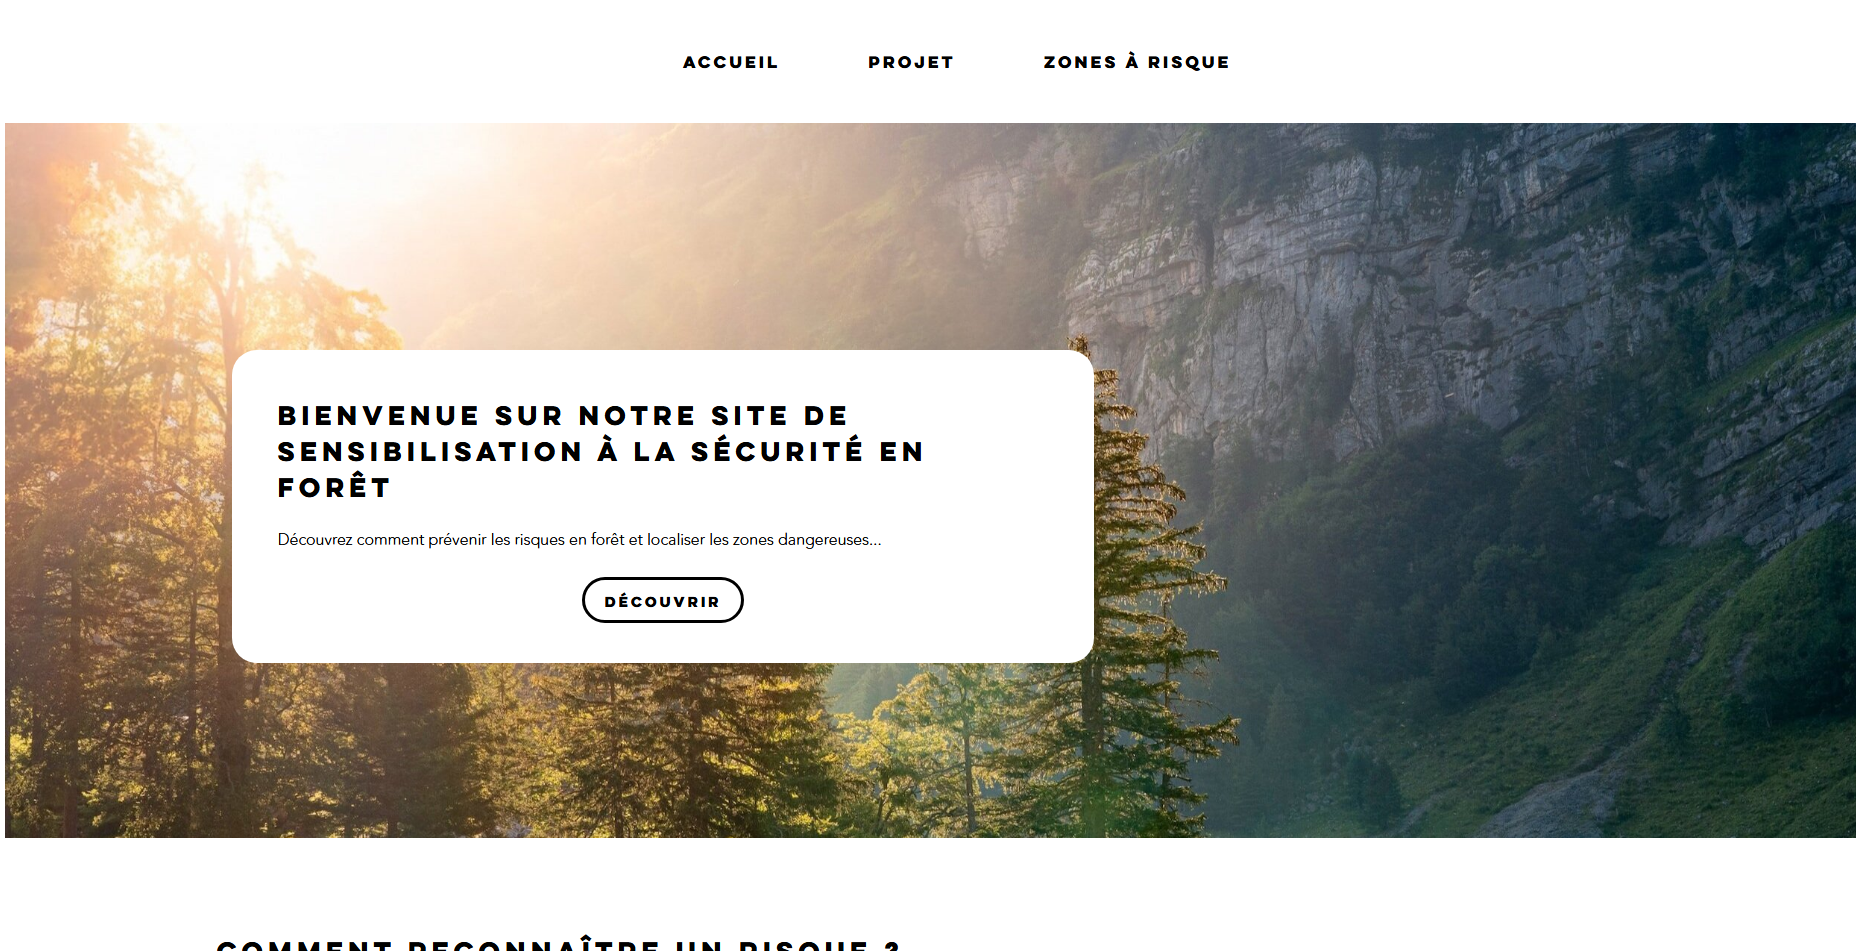 ACCUEIL PROJET ZONES À RISQUE
BIENVENUE SUR NOTRE SITE DE
SENSIBILISATION À LA SÉCURITÉ EN
FORÊT
Découvrez comment prévenir les risques en forêt et localiser les zones dangereuses...
DÉCOUVRIR
COMMENT RECONNAÎTRE UN RISQUE ?